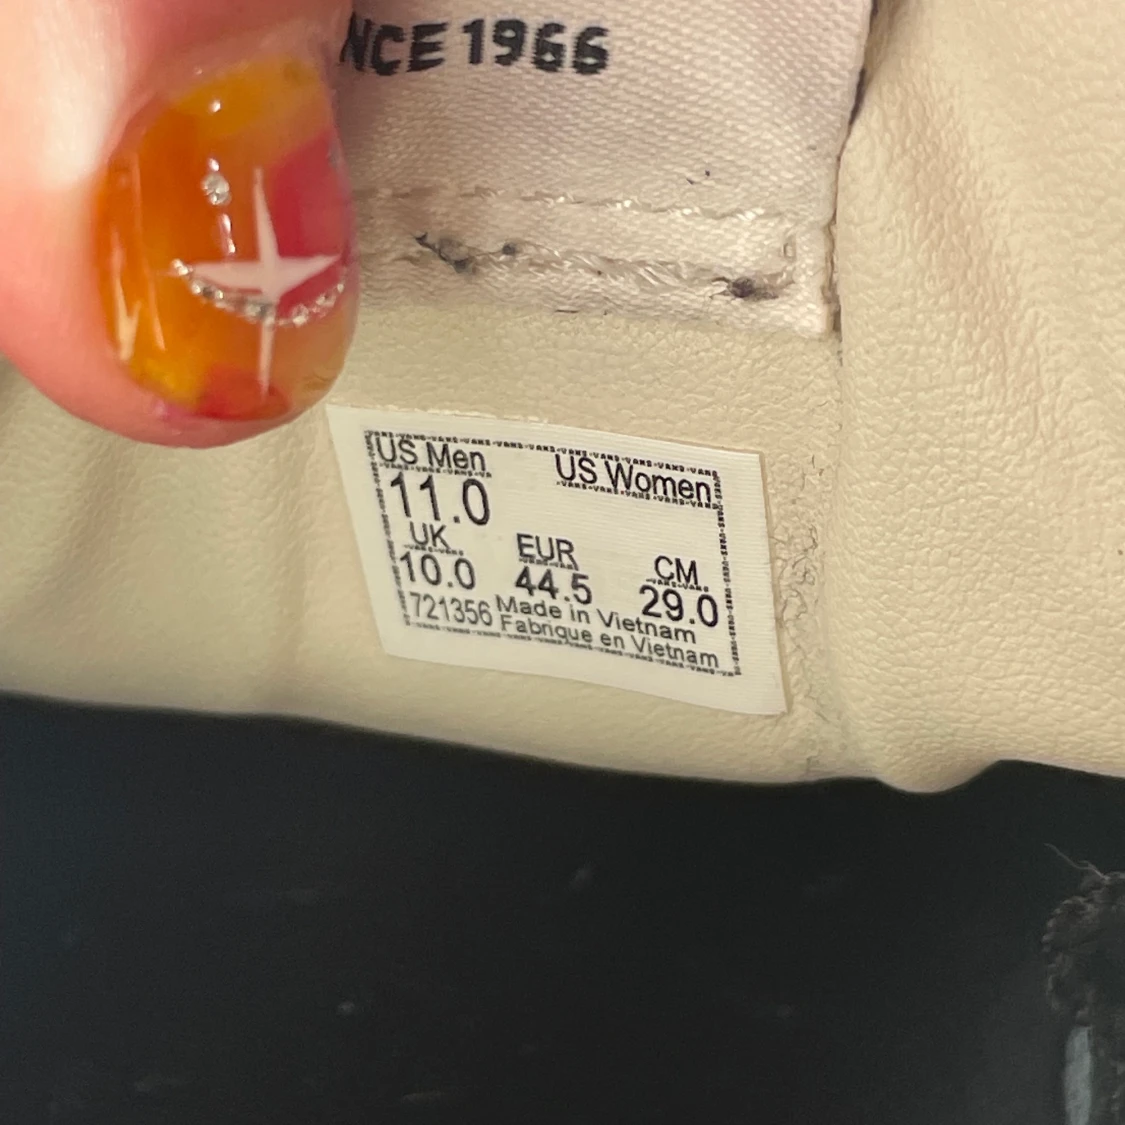 NCE 1966
US Men US Women
11.0
UK EUR CM
10.0 44.5 29.0
721356 Made in Vietnam
Fabrique en Vietnam